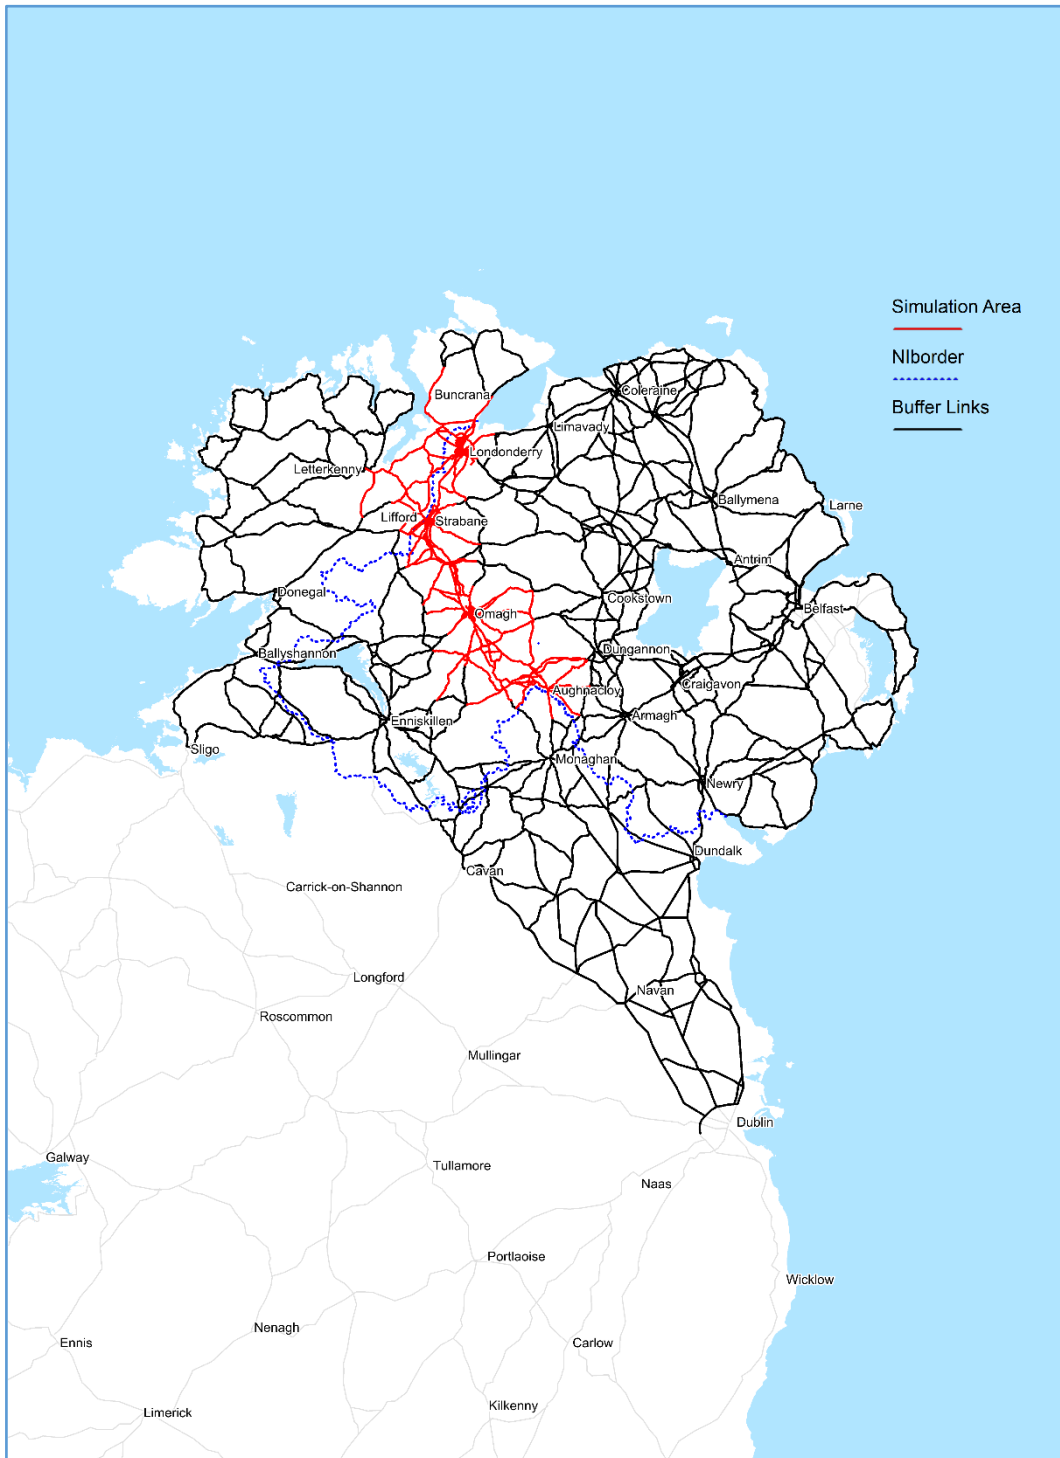 Simulation Area
NIborder
Buffer Links
Buncrana
Coleraine
Limavady
Londonderry
Letterkenny
Ballymena
Larne
Lifford
Strabane
Antrim
Donegal
Cookstown
Belfast
Omagh
Ballyshannon
Dungannon
Craigavon
Aughnacloy
Enniskillen
Armagh
Sligo
Monaghan
Newry
Dundalk
Cavan
Carrick-on-Shannon
Longford
Navan
Roscommon
Mullingar
Dublin
Galway
Tullamore
Naas
Portlaoise
Wicklow
Nenagh
Ennis
Carlow
Kilkenny
Limerick